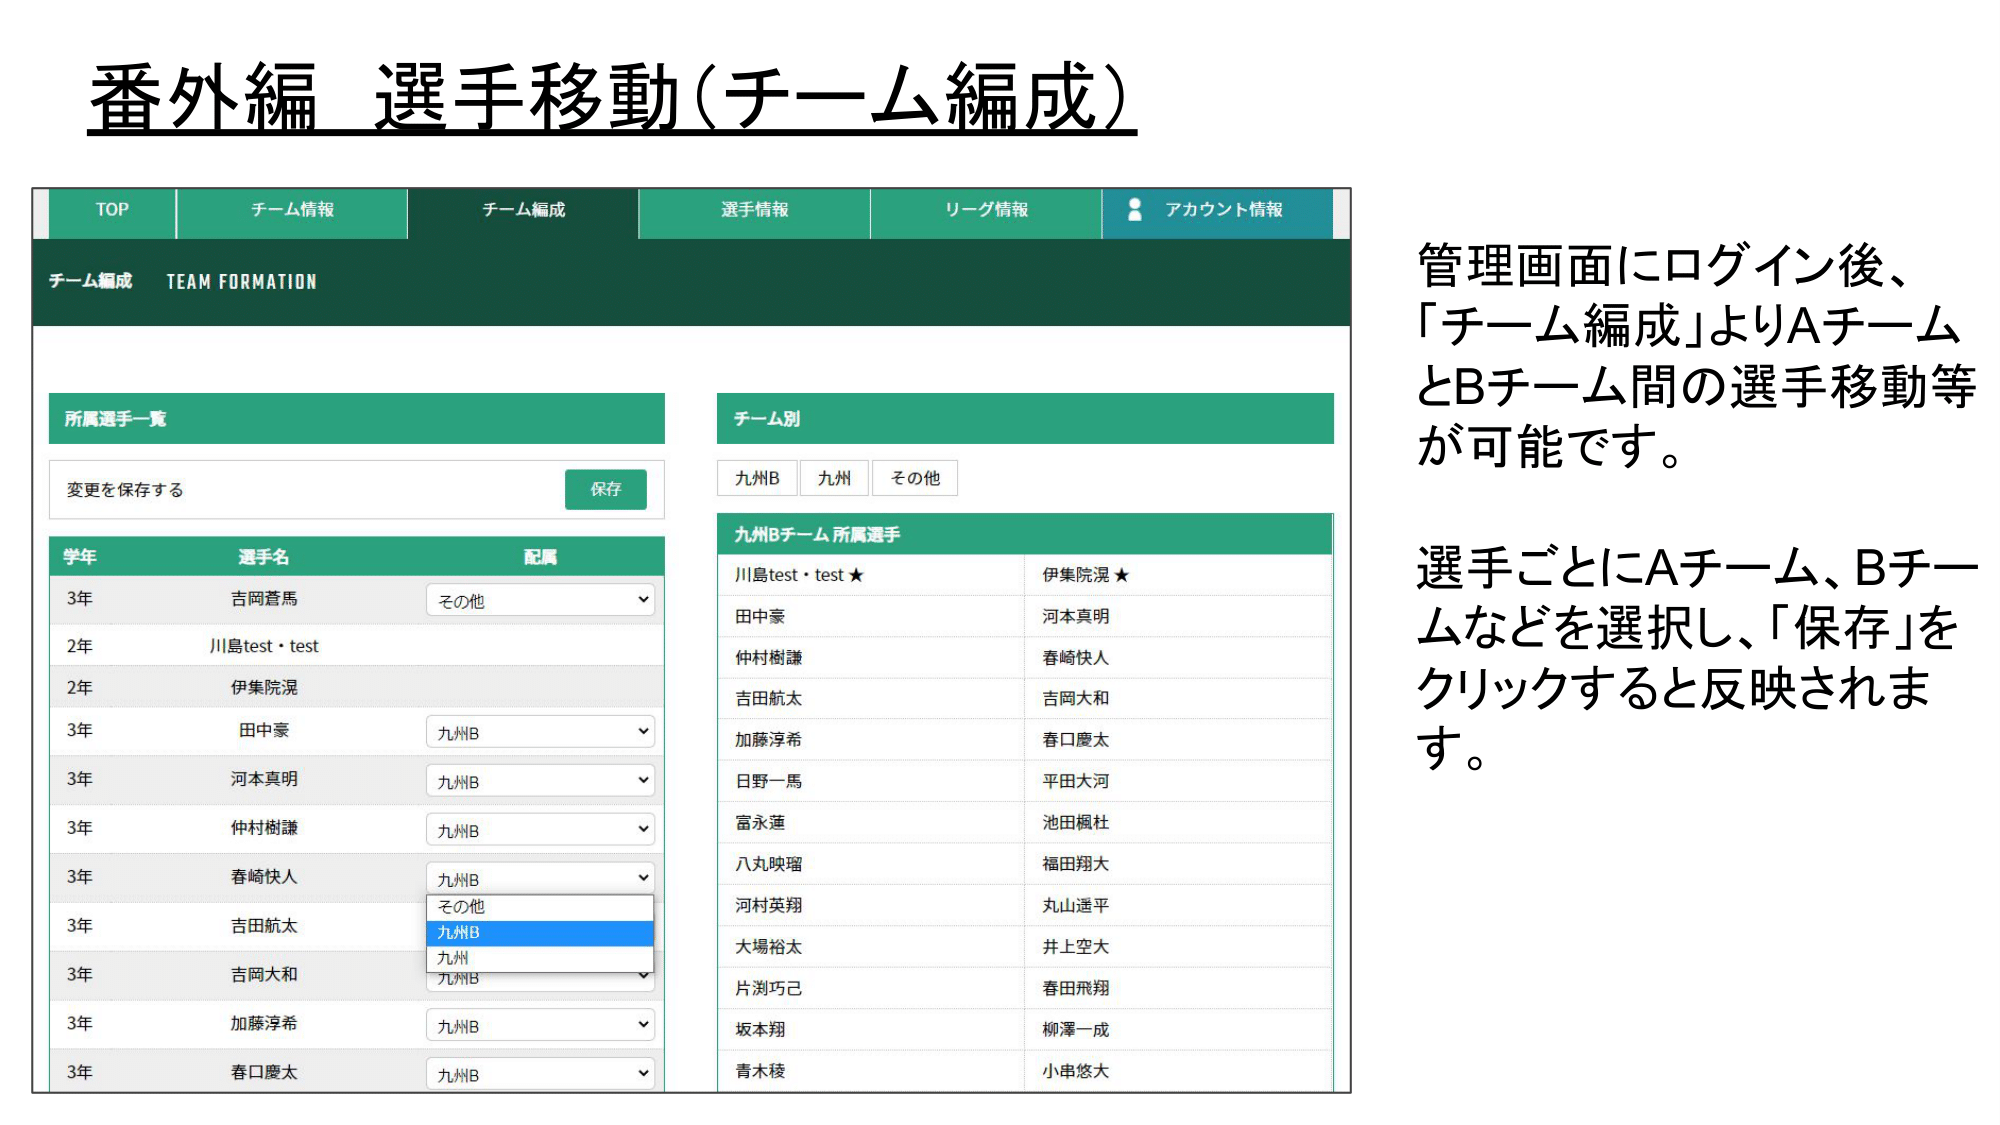 番外編　選手移動（チーム編成）
TOP
チーム情報
チーム編成
選手情報
リーグ情報
アカウント情報
チーム編成 TEAM FORMATION
所属選手一覧
変更を保存する 保存
学年 選手名 配属
3年 吉岡蒼馬 その他
2年 川島test・test
2年 伊集院滉
3年 田中豪 九州B
3年 河本真明 九州B
3年 仲村樹謙 九州B
3年 春崎快人 九州B
その他
九州B
九州
3年 吉田航太
3年 吉岡大和 九州B
3年 加藤淳希 九州B
3年 春口慶太 九州B
チーム別
九州B 九州 その他
九州Bチーム 所属選手
川島test・test ★ 伊集院滉 ★
田中豪 河本真明
仲村樹謙 春崎快人
吉田航太 吉岡大和
加藤淳希 春口慶太
日野一馬 平田大河
富永蓮 池田楓杜
八丸映瑠 福田翔大
河村英翔 丸山遥平
大場裕太 井上空大
片渕巧己 春田飛翔
坂本翔 柳澤一成
青木稜 小串悠大
管理画面にログイン後、
「チーム編成」よりAチーム
とBチーム間の選手移動等
が可能です。
選手ごとにAチーム、Bチー
ムなどを選択し、「保存」を
クリックすると反映されま
す。